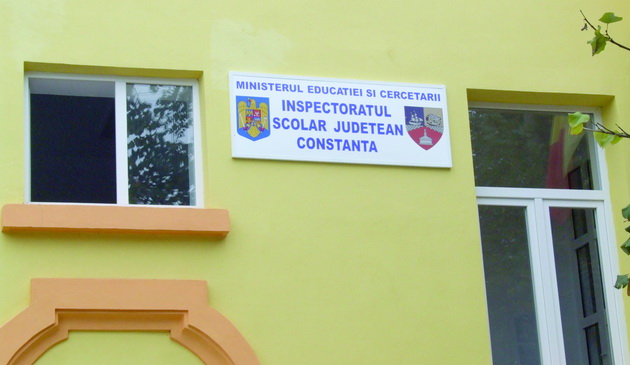 MINISTERUL EDUCATIEI SI CERCETARII
INSPECTORATUL
SCOLAR JUDETEAN
CONSTANTA